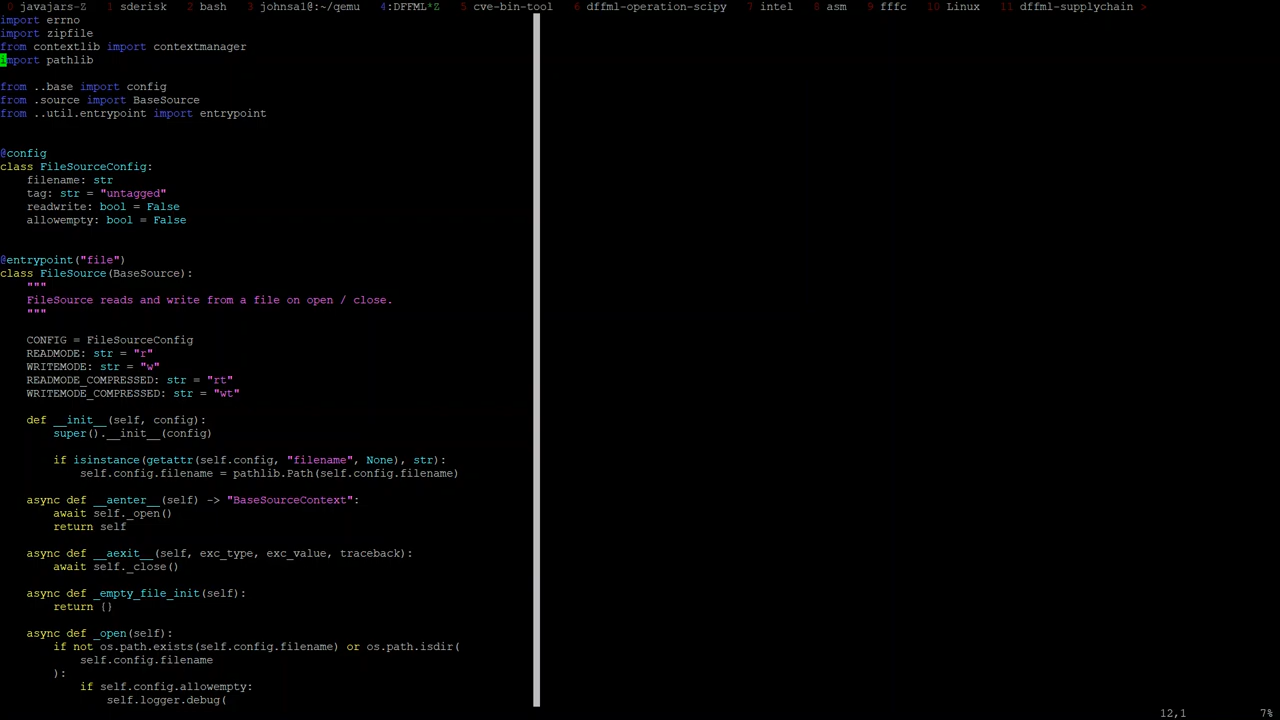 0 javajars-Z 1 sderisk 2 bash 3 johnsa1@:~/qemu 4:DFFML*Z 5 cve-bin-tool 6 dffml-operation-scipy 7 intel 8 asm 9 fffc 10 Linux 11 dffml-supplychain >
import errno
import zipfile
from contextlib import contextmanager
import pathlib
from ..base import config
from .source import BaseSource
from ..util.entrypoint import entrypoint
@config
class FileSourceConfig:
    filename: str
    tag: str = "untagged"
    readwrite: bool = False
    allowempty: bool = False
@entrypoint("file")
class FileSource(BaseSource):
    """
    FileSource reads and write from a file on open / close.
    """
    CONFIG = FileSourceConfig
    READMODE: str = "r"
    WRITEMODE: str = "w"
    READMODE_COMPRESSED: str = "rt"
    WRITEMODE_COMPRESSED: str = "wt"
    def __init__(self, config):
        super().__init__(config)
        if isinstance(getattr(self.config, "filename", None), str):
            self.config.filename = pathlib.Path(self.config.filename)
    async def __aenter__(self) -> "BaseSourceContext":
        await self._open()
        return self
    async def __aexit__(self, exc_type, exc_value, traceback):
        await self._close()
    async def _empty_file_init(self):
        return {}
    async def _open(self):
        if not os.path.exists(self.config.filename) or os.path.isdir(
            self.config.filename
        ):
            if self.config.allowempty:
                self.logger.debug(
12,1 7%